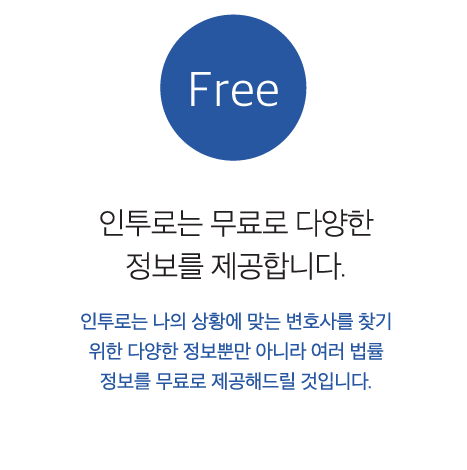 Free
인투로는 무료로 다양한
정보를 제공합니다.
인투로는 나의 상황에 맞는 변호사를 찾기
위한 다양한 정보뿐만 아니라 여러 법률
정보를 무료로 제공해드릴 것입니다.